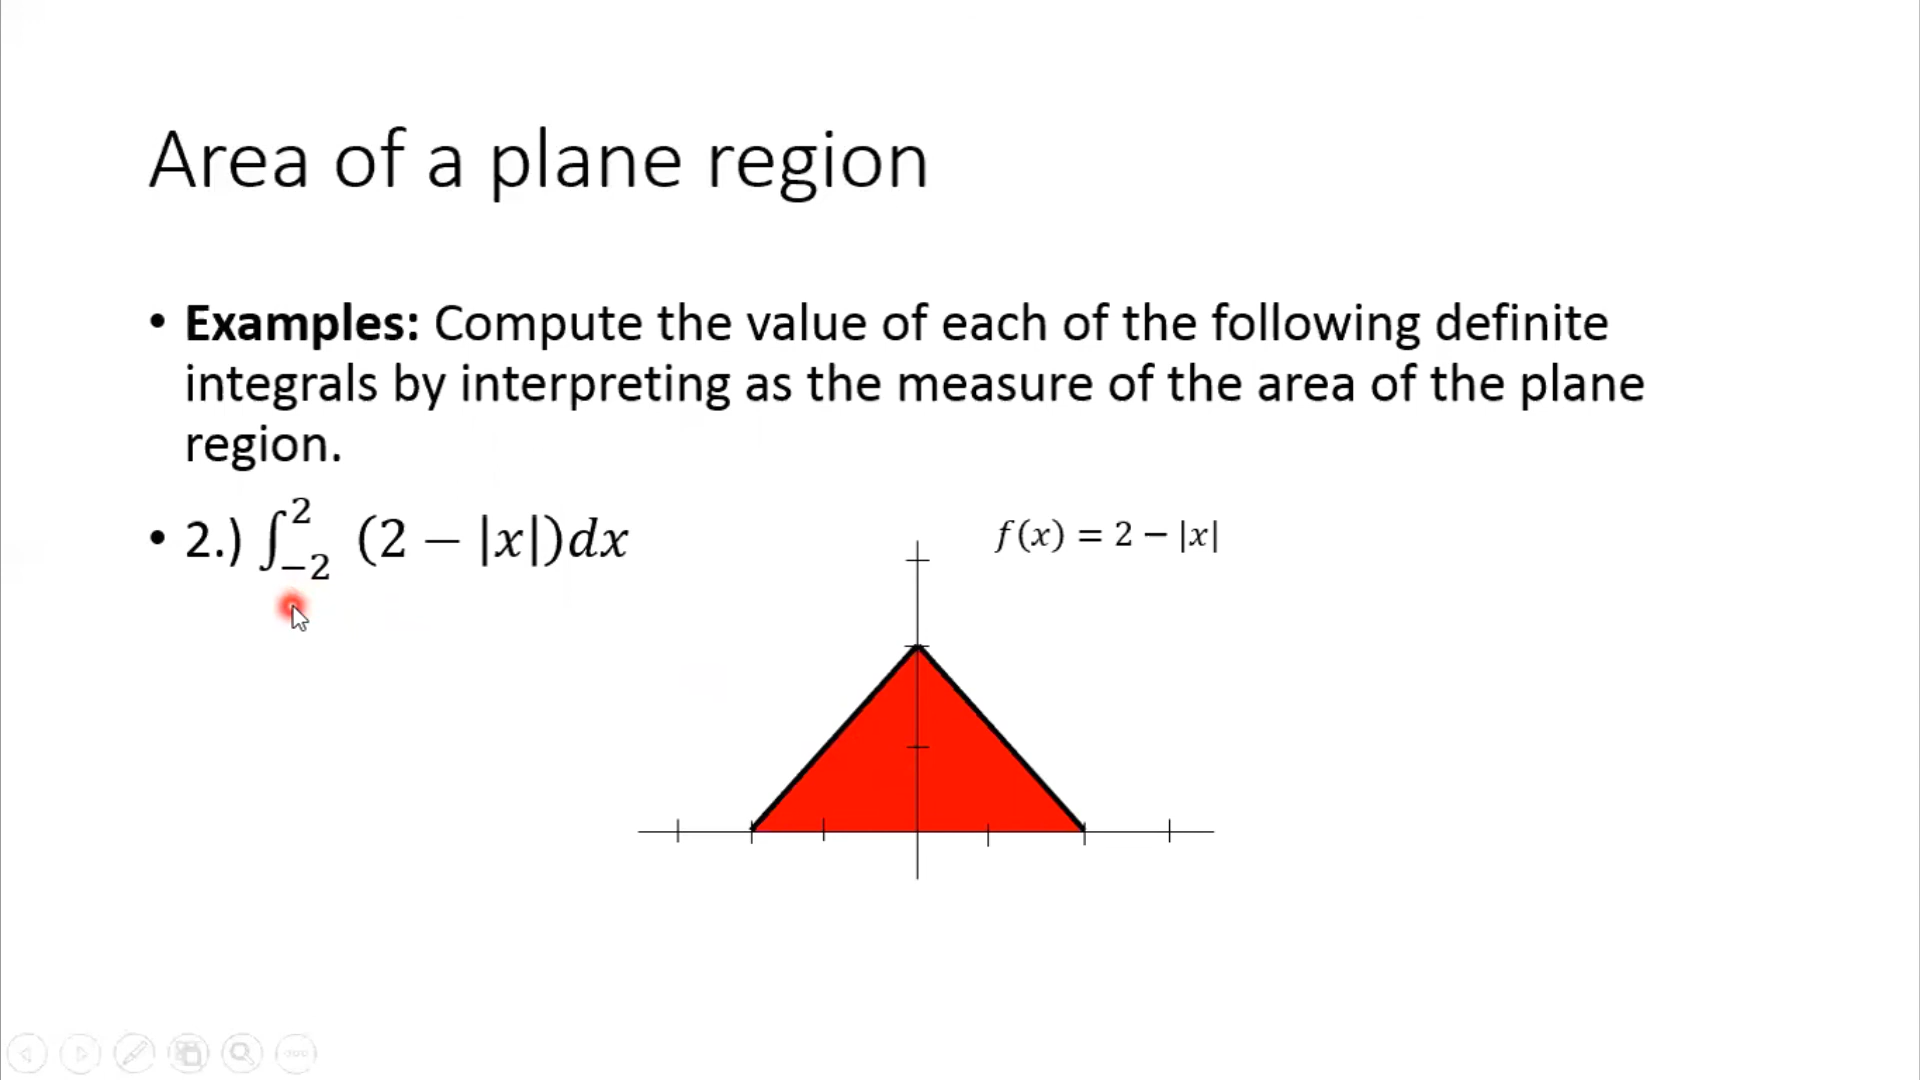 Area of a plane region
• Examples: Compute the value of each of the following definite
integrals by interpreting as the measure of the area of the plane
region.
• 2.) ∫_{-2}^{2} (2 − |x|)dx
f(x) = 2 − |x|